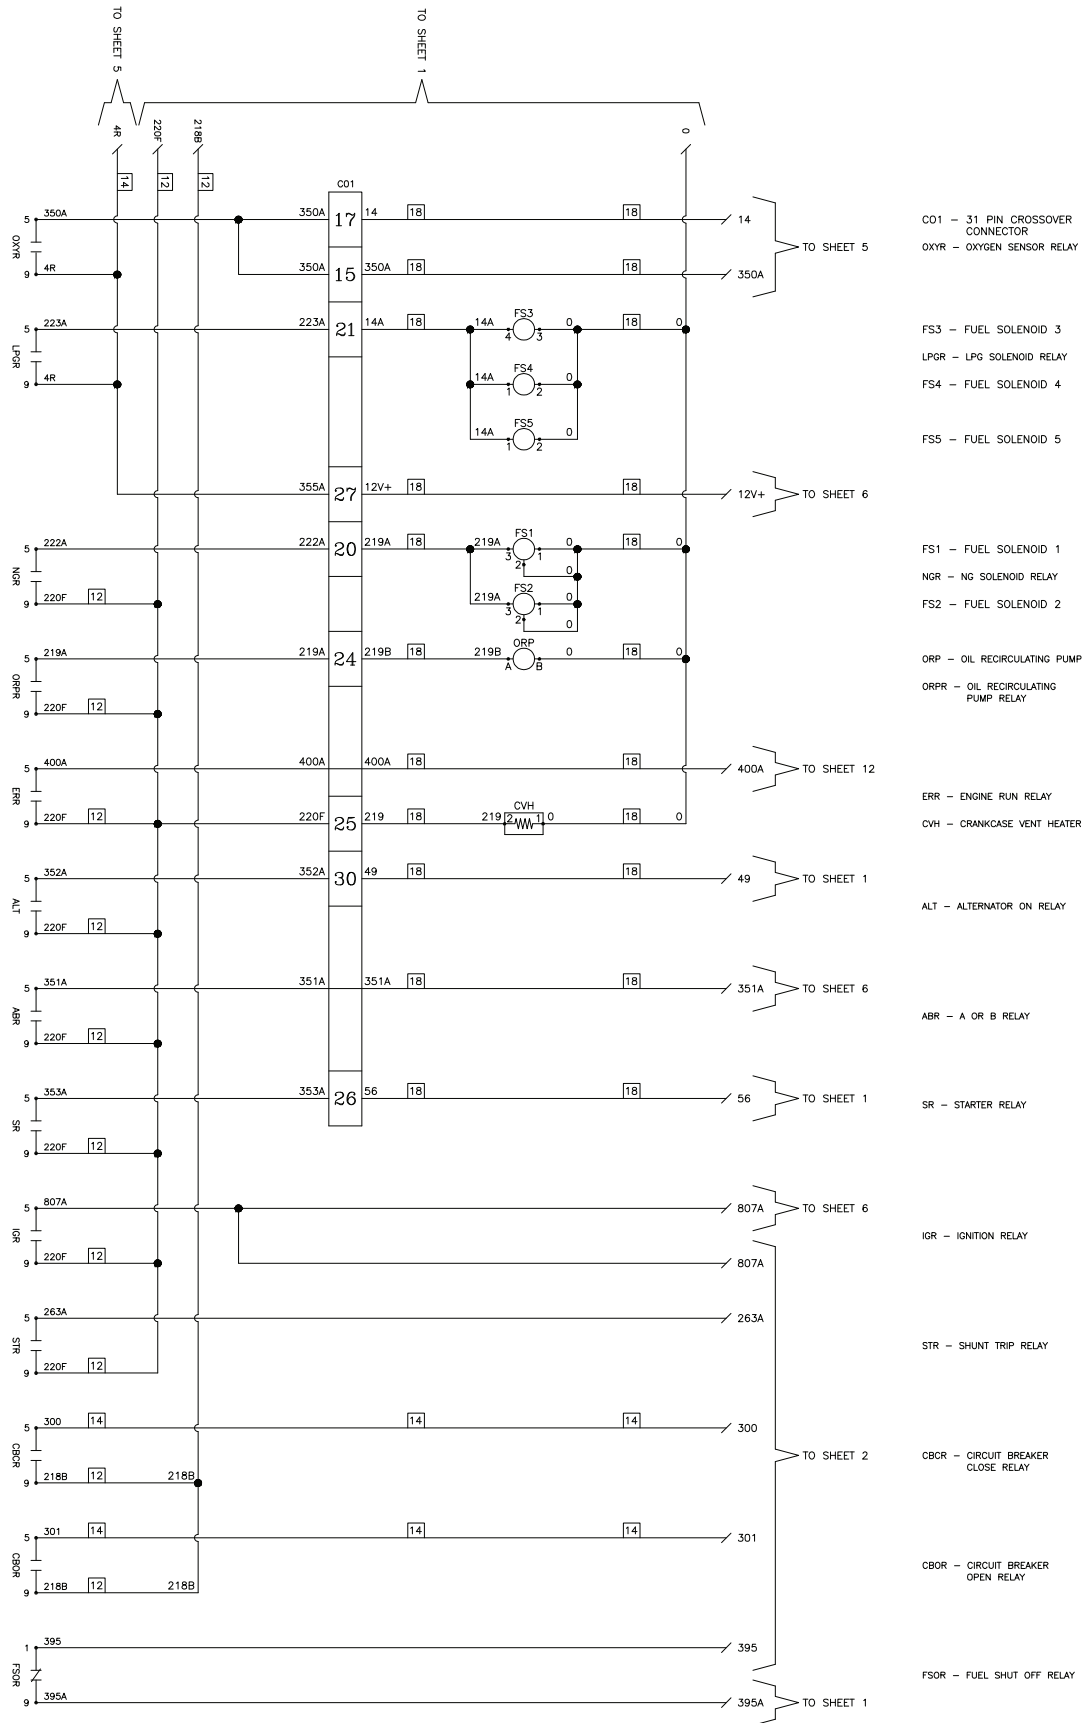 TO SHEET 5
TO SHEET 1
4R
220F
218B
0
14
12
12
CO1
5 350A 350A 17 14 18 18 14
OXYR
TO SHEET 5
9 4R 350A 15 350A 18 18 350A
CO1 – 31 PIN CROSSOVER
CONNECTOR
OXYR – OXYGEN SENSOR RELAY
5 223A 223A 21 14A 18 14A FS3 4 3 0 18 0
LPGR
9 4R 14A FS4 1 2 0
14A FS5 1 2 0
FS3 – FUEL SOLENOID 3
LPGR – LPG SOLENOID RELAY
FS4 – FUEL SOLENOID 4
FS5 – FUEL SOLENOID 5
355A 27 12V+ 18 18 12V+ TO SHEET 6
5 222A 222A 20 219A 18 219A FS1 3 1 0 18 0
2 0
NGR
9 220F 12 219A FS2 3 1 0
2 0
FS1 – FUEL SOLENOID 1
NGR – NG SOLENOID RELAY
FS2 – FUEL SOLENOID 2
5 219A 219A 24 219B 18 219B ORP A B 0 18 0
ORPR
9 220F 12
ORP – OIL RECIRCULATING PUMP
ORPR – OIL RECIRCULATING
PUMP RELAY
5 400A 400A 400A 18 18 400A TO SHEET 12
ERR
9 220F 12 220F 25 219 18 219 CVH 2 1 0 18 0
ERR – ENGINE RUN RELAY
CVH – CRANKCASE VENT HEATER
5 352A 352A 30 49 18 18 49 TO SHEET 1
ALT
9 220F 12
ALT – ALTERNATOR ON RELAY
5 351A 351A 351A 18 18 351A TO SHEET 6
ABR
9 220F 12
ABR – A OR B RELAY
5 353A 353A 26 56 18 18 56 TO SHEET 1
SR
9 220F 12
SR – STARTER RELAY
5 807A 807A TO SHEET 6
IGR
9 220F 12 807A
IGR – IGNITION RELAY
5 263A 263A
STR
9 220F 12
STR – SHUNT TRIP RELAY
5 300 14 14 14 300
CBCR
TO SHEET 2
9 218B 12 218B
CBCR – CIRCUIT BREAKER
CLOSE RELAY
5 301 14 14 14 301
CBOR
9 218B 12 218B
CBOR – CIRCUIT BREAKER
OPEN RELAY
1 395 395
FSOR
9 395A 395A TO SHEET 1
FSOR – FUEL SHUT OFF RELAY